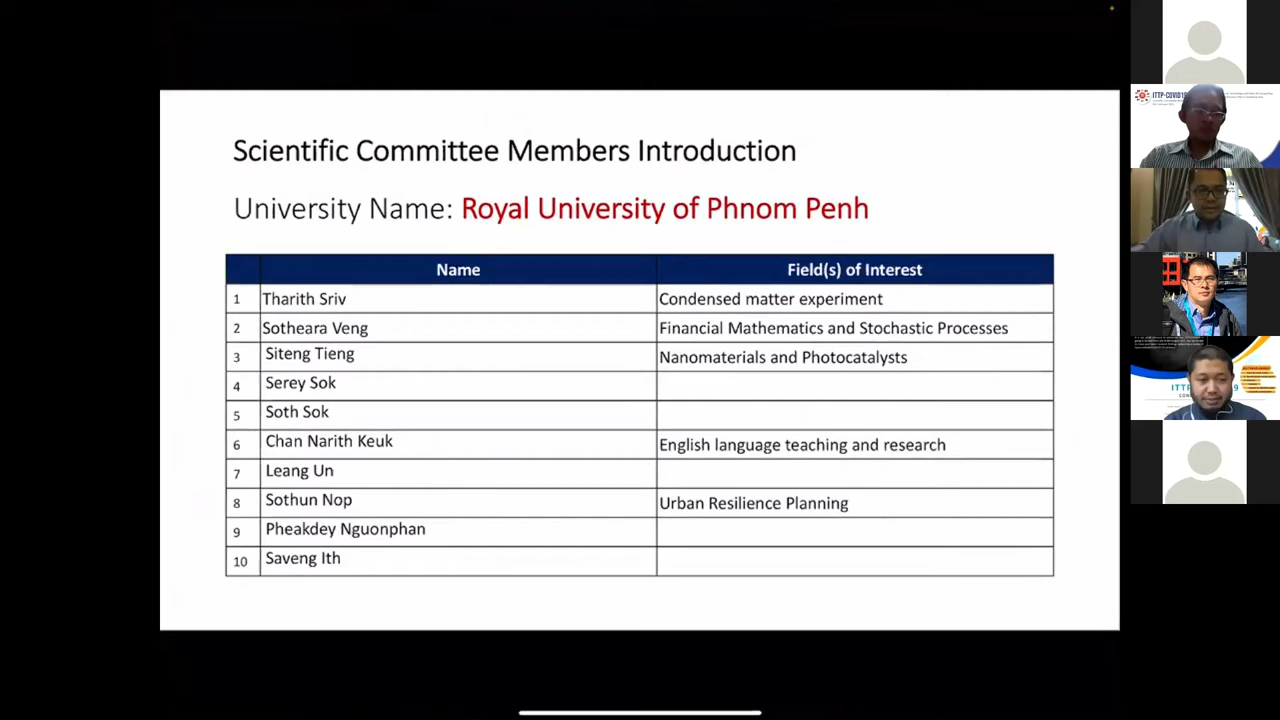 Scientific Committee Members Introduction
University Name: Royal University of Phnom Penh
Name Field(s) of Interest
1 Tharith Sriv Condensed matter experiment
2 Sotheara Veng Financial Mathematics and Stochastic Processes
3 Siteng Tieng Nanomaterials and Photocatalysts
4 Serey Sok
5 Soth Sok
6 Chan Narith Keuk English language teaching and research
7 Leang Un
8 Sothun Nop Urban Resilience Planning
9 Pheakdey Nguonphan
10 Saveng Ith
ITTP-COVID19